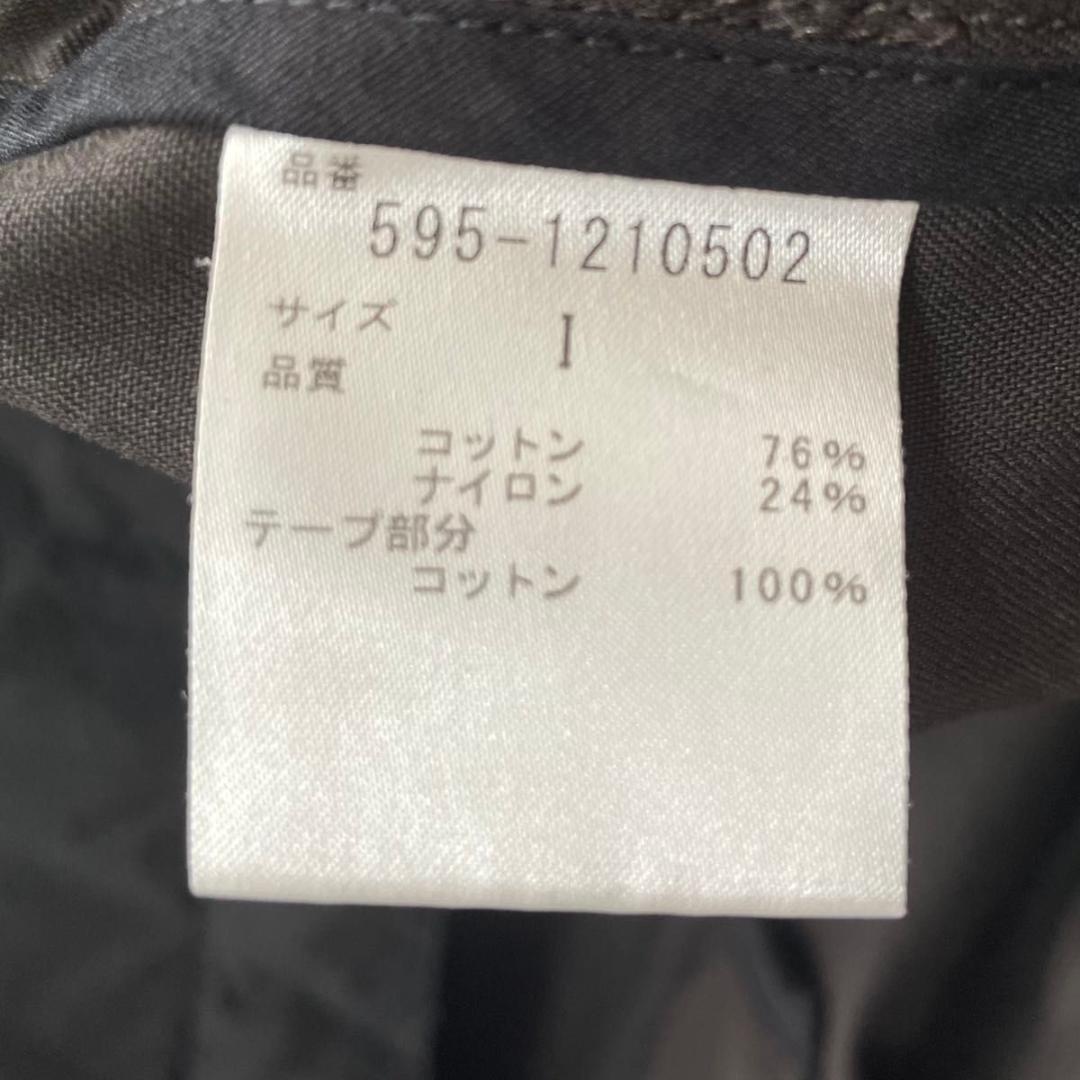 品番
595-1210502
サイズ I
品質
コットン 76%
ナイロン 24%
テープ部分
コットン 100%